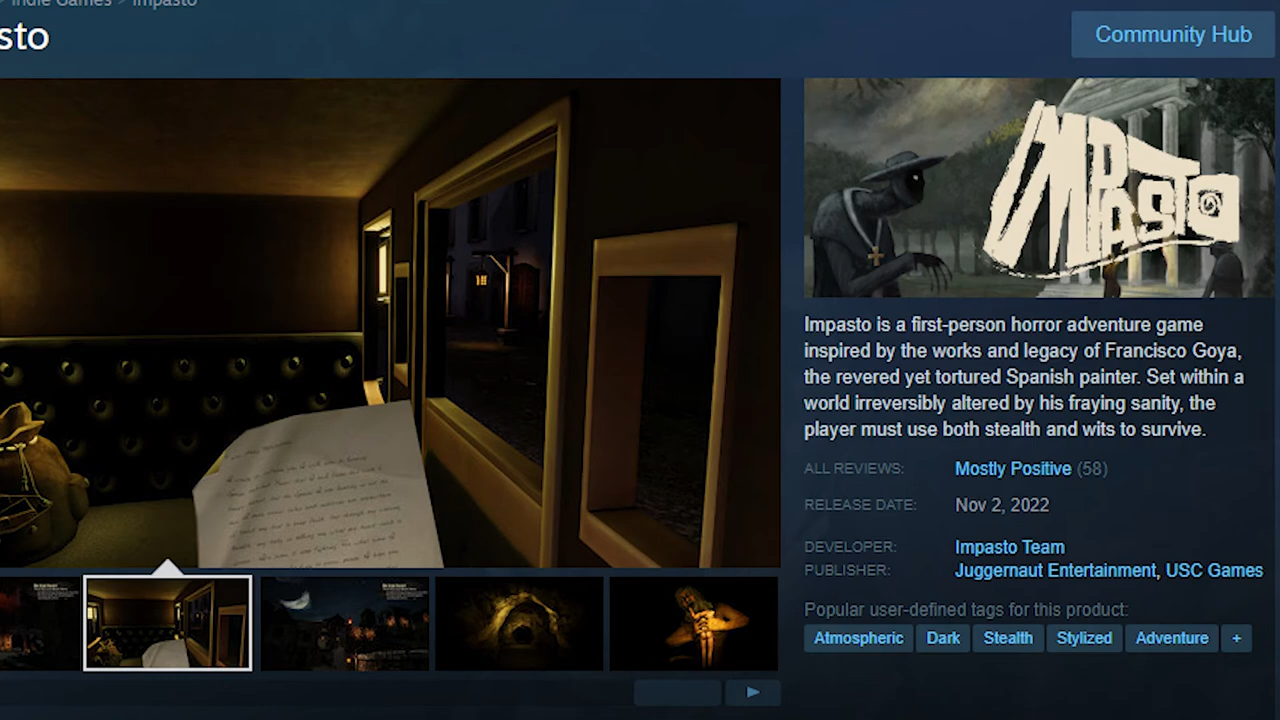 > Indie Games > Impasto
sto
Community Hub
IMPASTO
Impasto is a first-person horror adventure game
inspired by the works and legacy of Francisco Goya,
the revered yet tortured Spanish painter. Set within a
world irreversibly altered by his fraying sanity, the
player must use both stealth and wits to survive.
ALL REVIEWS: Mostly Positive (58)
RELEASE DATE: Nov 2, 2022
DEVELOPER: Impasto Team
PUBLISHER: Juggernaut Entertainment, USC Games
Popular user-defined tags for this product:
Atmospheric Dark Stealth Stylized Adventure +